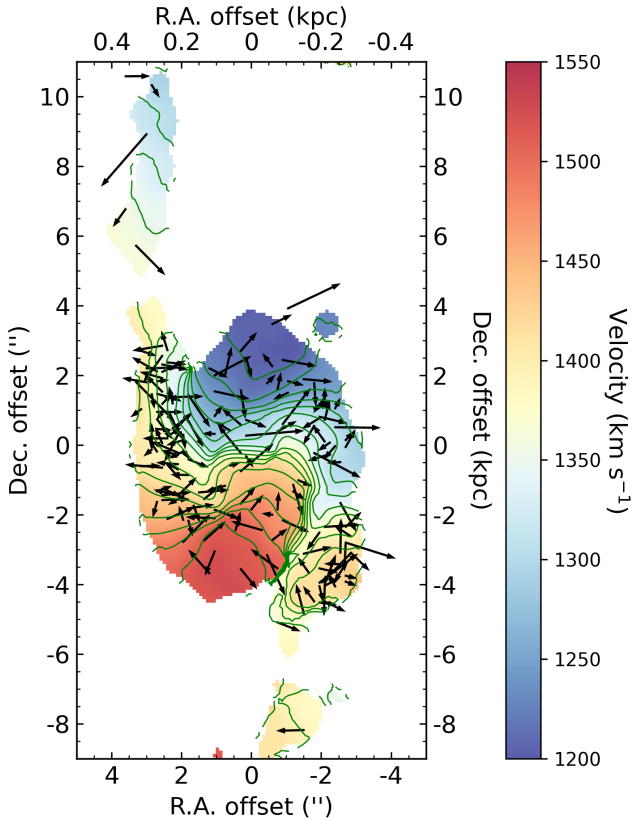 R.A. offset (kpc)
0.4 0.2 0 -0.2 -0.4
10 10
8 8
6 6
4 4
2 2
0 0
-2 -2
-4 -4
-6 -6
-8 -8
Dec. offset ('')
Dec. offset (kpc)
4 2 0 -2 -4
R.A. offset ('')
1550
1500
1450
1400
1350
1300
1250
1200
Velocity (km s⁻¹)